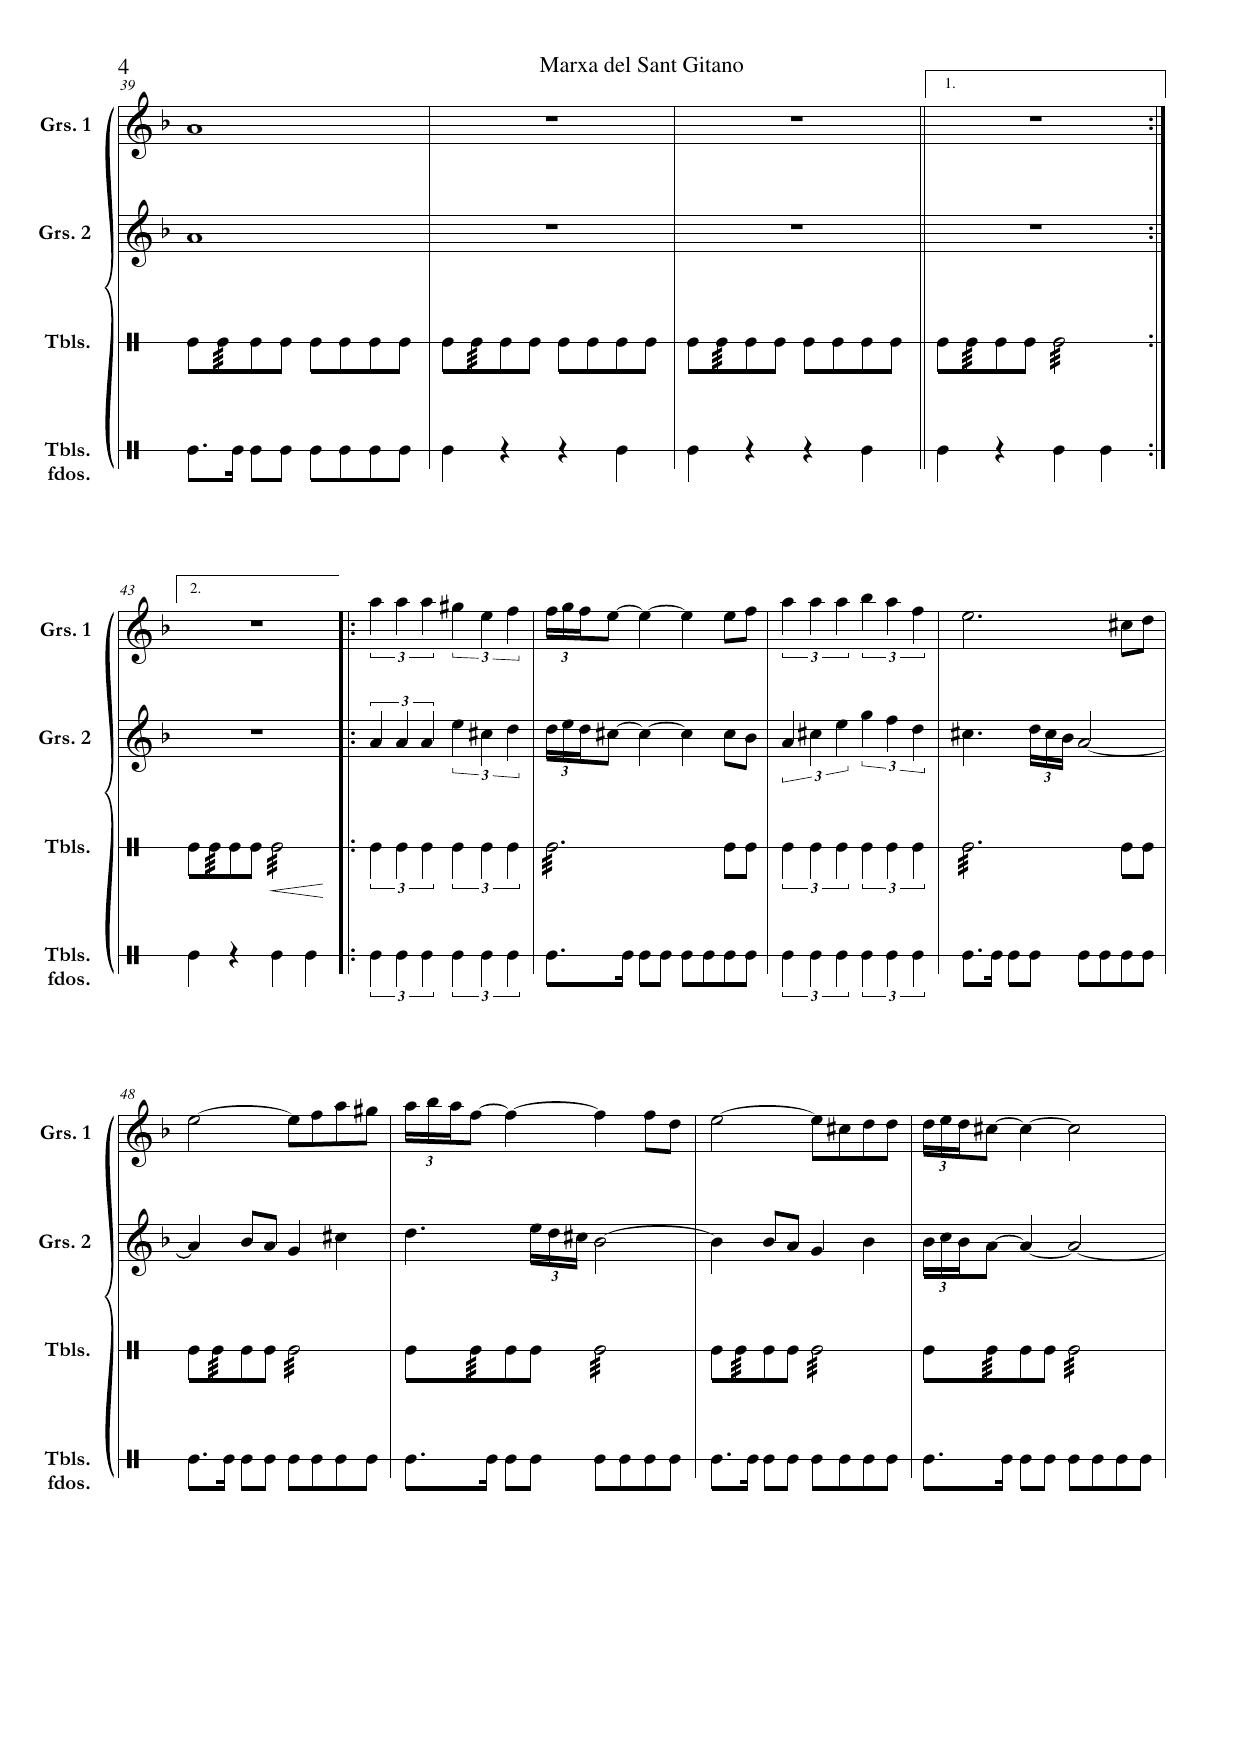 4
Marxa del Sant Gitano
39
1.
Grs. 1
Grs. 2
Tbls.
Tbls.
fdos.
43
2.
Grs. 1
3 3 3 3 3
Grs. 2
3 3 3 3 3 3
Tbls.
3 3 3 3
Tbls.
fdos.
3 3 3 3
48
Grs. 1
3 3
Grs. 2
3 3
Tbls.
Tbls.
fdos.